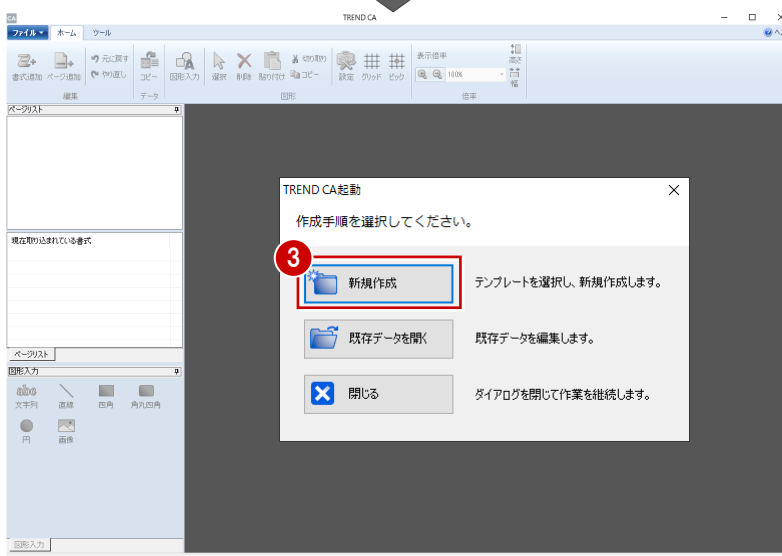 CA
TREND CA
ファイル ホーム ツール
書式追加 ページ追加 元に戻す やり直し コピー 図形入力 選択 削除 貼り付け 切り取り コピー 設定 グリッド ピック 表示倍率 100% 高さ 幅
編集 データ 図形 倍率
ページリスト
現在取り込まれている書式
ページリスト
図形入力
abc
文字列 直線 四角 角丸四角
円 画像
図形入力
TREND CA起動
作成手順を選択してください。
3
新規作成 テンプレートを選択し、新規作成します。
既存データを開く 既存データを編集します。
閉じる ダイアログを閉じて作業を継続します。